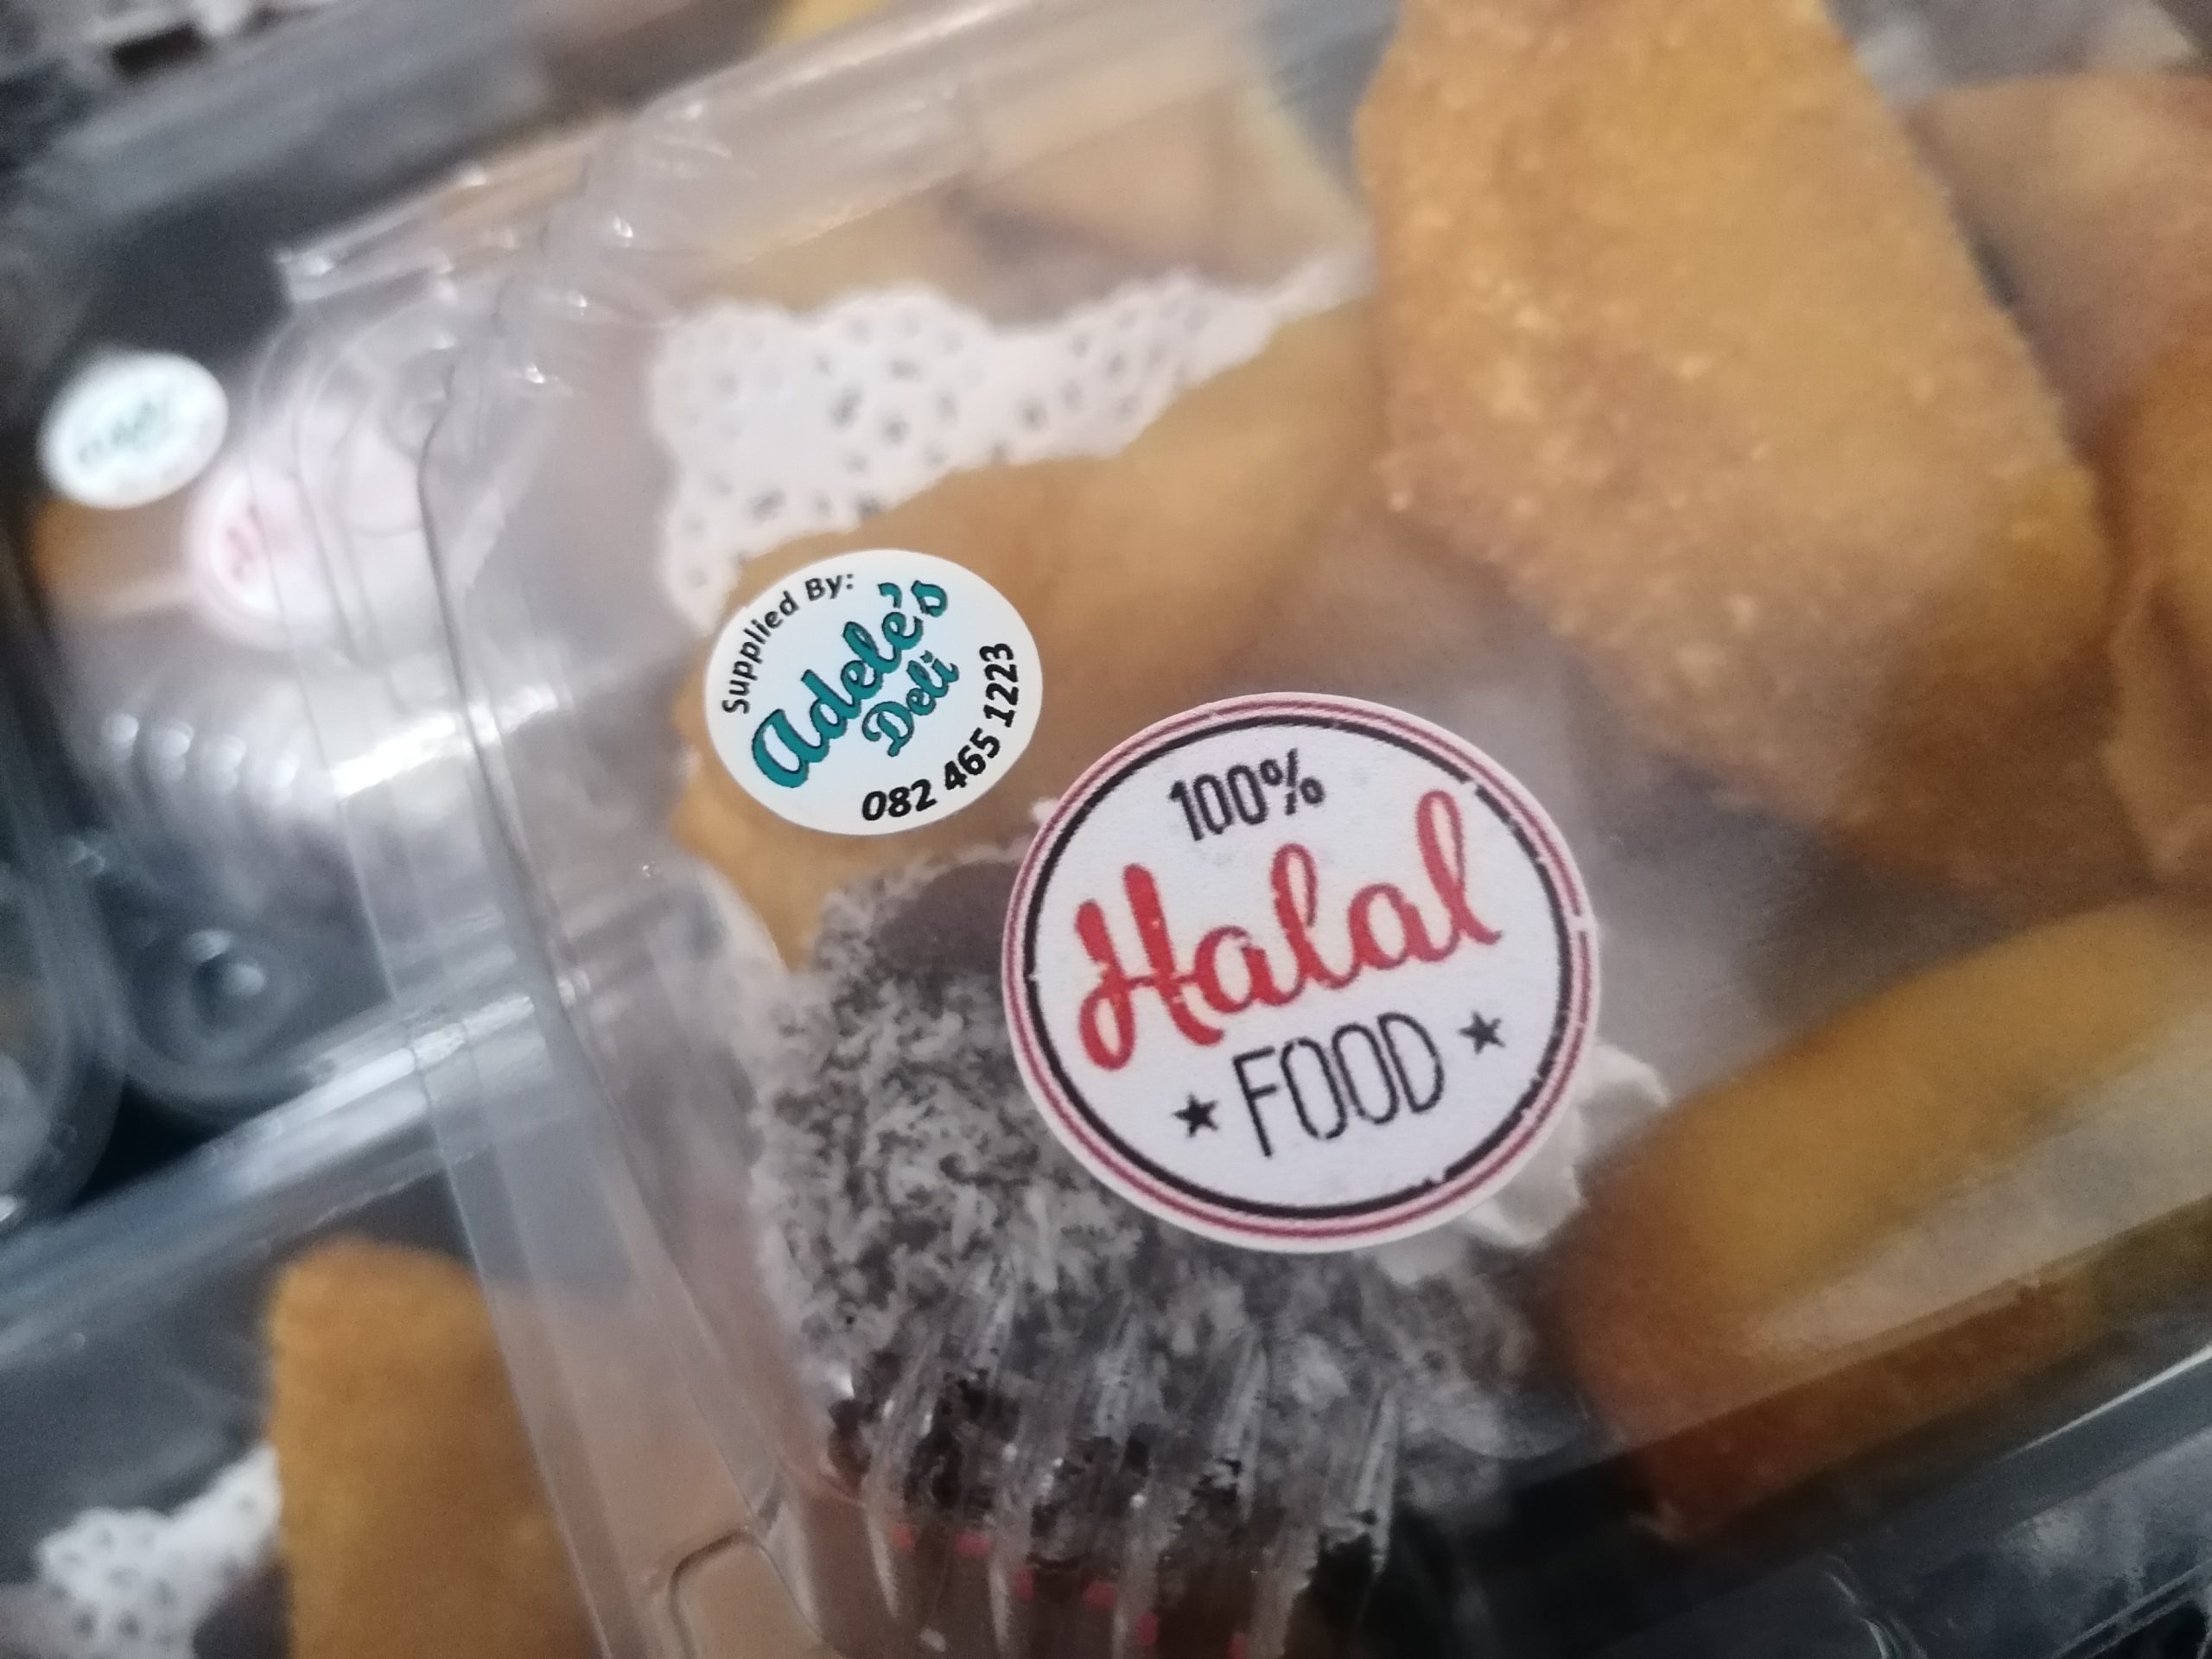 Supplied By:
Adele's
Deli
082 465 1223
100%
Halal
FOOD